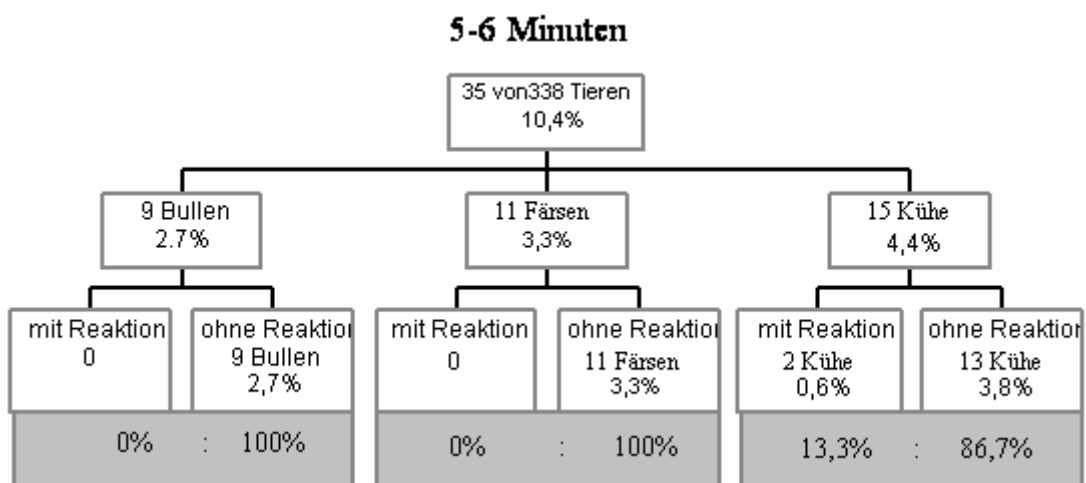 5-6 Minuten
35 von338 Tieren
10,4%
9 Bullen
2.7%
11 Färsen
3,3%
15 Kühe
4,4%
mit Reaktion
0
ohne Reaktion
9 Bullen
2,7%
mit Reaktion
0
ohne Reaktion
11 Färsen
3,3%
mit Reaktion
2 Kühe
0,6%
ohne Reaktion
13 Kühe
3,8%
0% : 100%
0% : 100%
13,3% : 86,7%